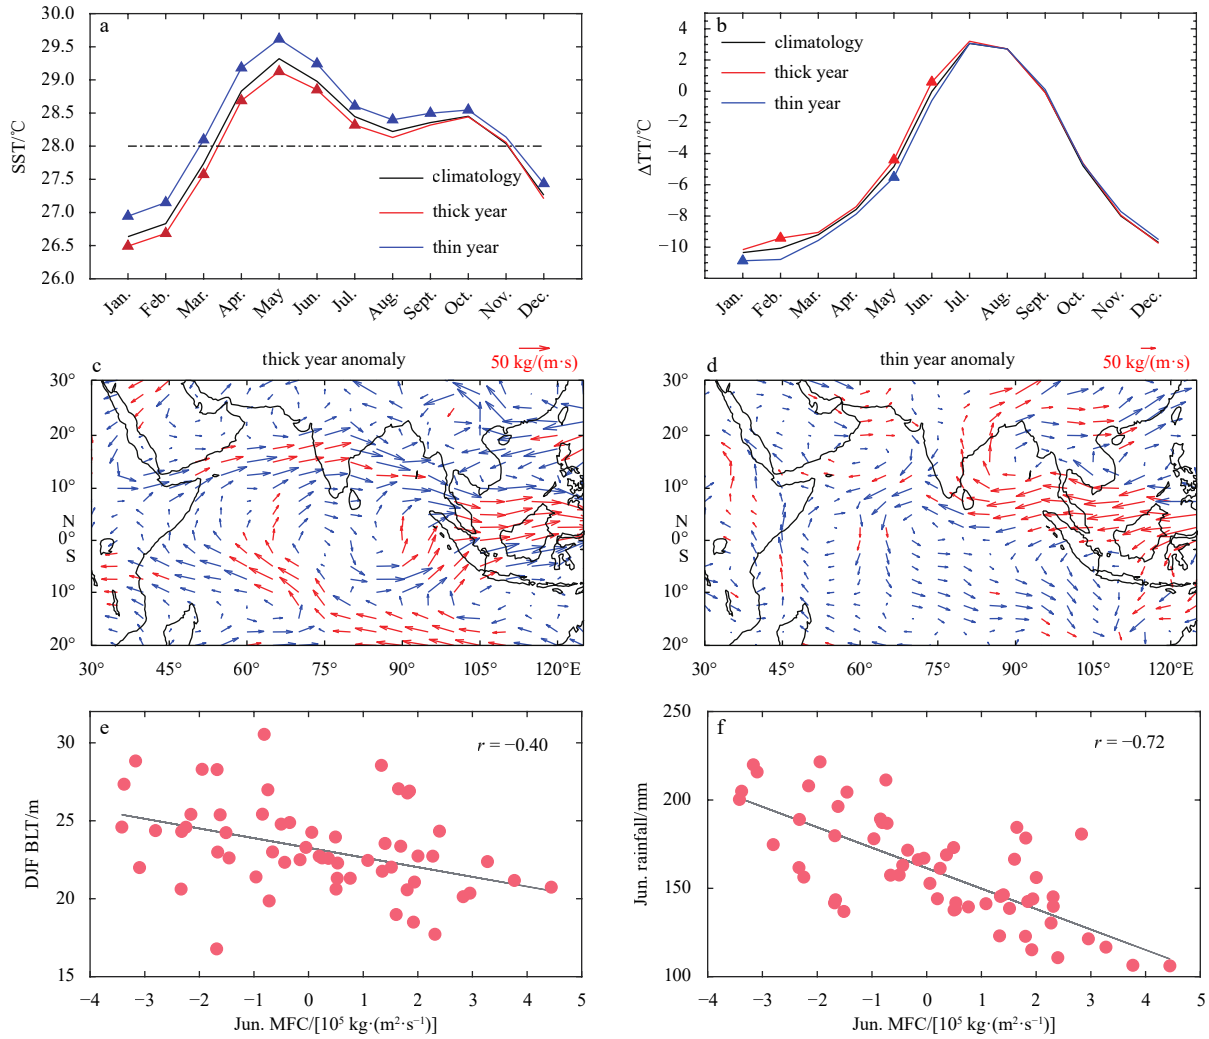 a
30.0
29.5
29.0
28.5
28.0
27.5
27.0
26.5
26.0
SST/℃
climatology
thick year
thin year
Jan. Feb. Mar. Apr. May Jun. Jul. Aug. Sept. Oct. Nov. Dec.
b
4
2
0
−2
−4
−6
−8
−10
ΔTT/℃
climatology
thick year
thin year
Jan. Feb. Mar. Apr. May Jun. Jul. Aug. Sept. Oct. Nov. Dec.
c
thick year anomaly
50 kg/(m·s)
30°
20°
10°
N
0°
S
10°
20°
30° 45° 60° 75° 90° 105° 120°E
d
thin year anomaly
50 kg/(m·s)
30°
20°
10°
N
0°
S
10°
20°
30° 45° 60° 75° 90° 105° 120°E
e
r = −0.40
30
25
20
15
DJF BLT/m
−4 −3 −2 −1 0 1 2 3 4 5
Jun. MFC/[10⁵ kg·(m²·s⁻¹)]
f
r = −0.72
250
200
150
100
Jun. rainfall/mm
−4 −3 −2 −1 0 1 2 3 4 5
Jun. MFC/[10⁵ kg·(m²·s⁻¹)]